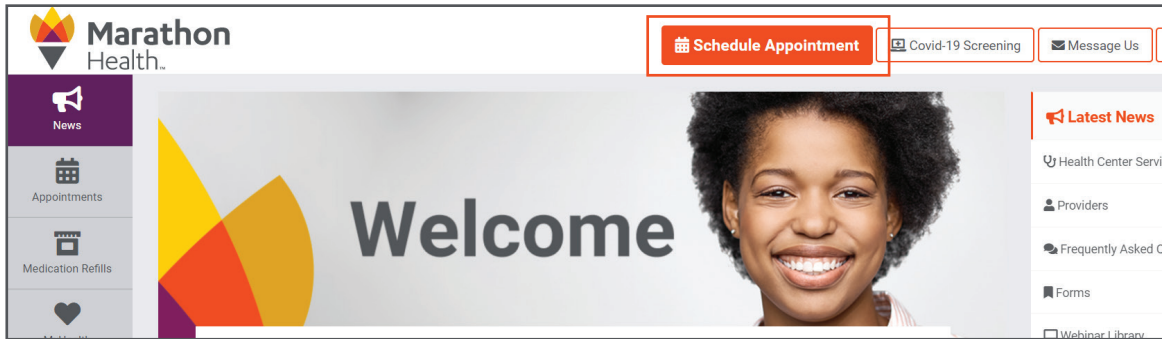 Marathon
Health™
Schedule Appointment
Covid-19 Screening
Message Us
News
Appointments
Medication Refills
Welcome
Latest News
Health Center Servi
Providers
Frequently Asked
Forms
Webinar Library